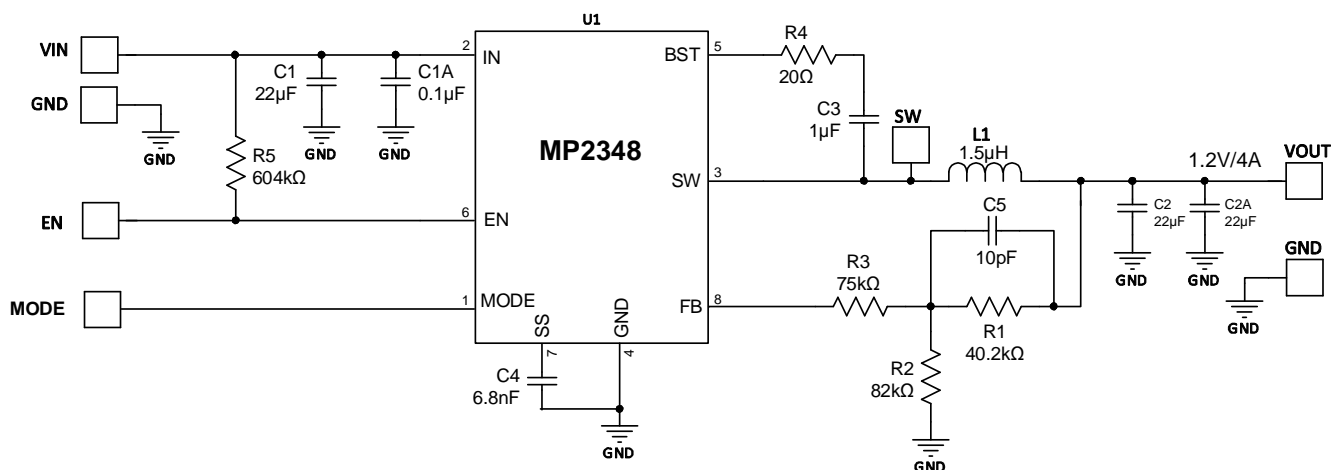 U1
VIN
2
IN
C1
22µF
C1A
0.1µF
BST
5
R4
20Ω
GND
GND
GND
GND
C3
1µF
SW
MP2348
L1
1.5µH
R5
604kΩ
SW
3
1.2V/4A
VOUT
C5
10pF
C2
22µF
C2A
22µF
EN
6
EN
GND
GND
GND
R3
75kΩ
MODE
1
MODE
SS
GND
FB
8
R1
40.2kΩ
GND
7
4
C4
6.8nF
R2
82kΩ
GND
GND